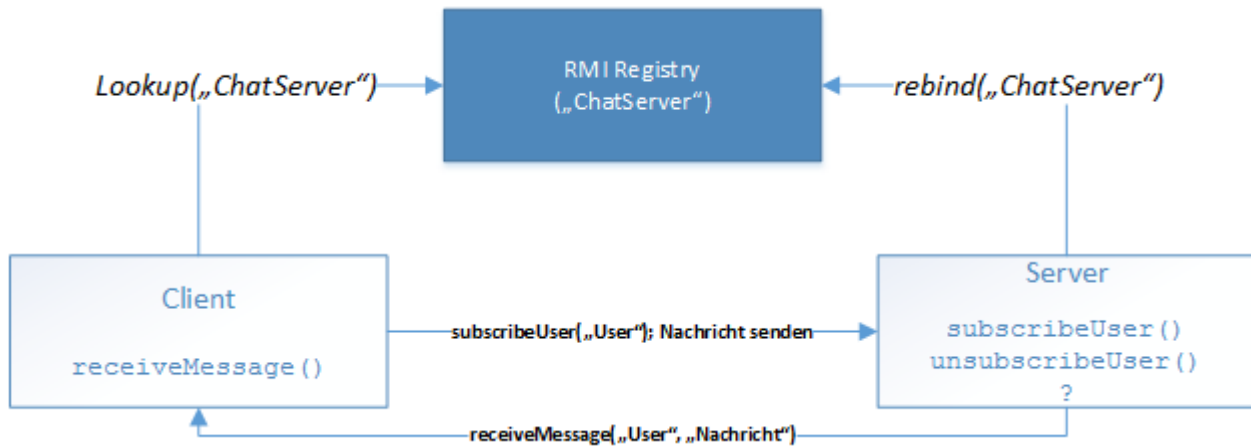 RMI Registry
(„ChatServer“)
Lookup(„ChatServer“)
rebind(„ChatServer“)
Client
receiveMessage()
subscribeUser(„User“); Nachricht senden
Server
subscribeUser()
unsubscribeUser()
?
receiveMessage(„User“, „Nachricht“)